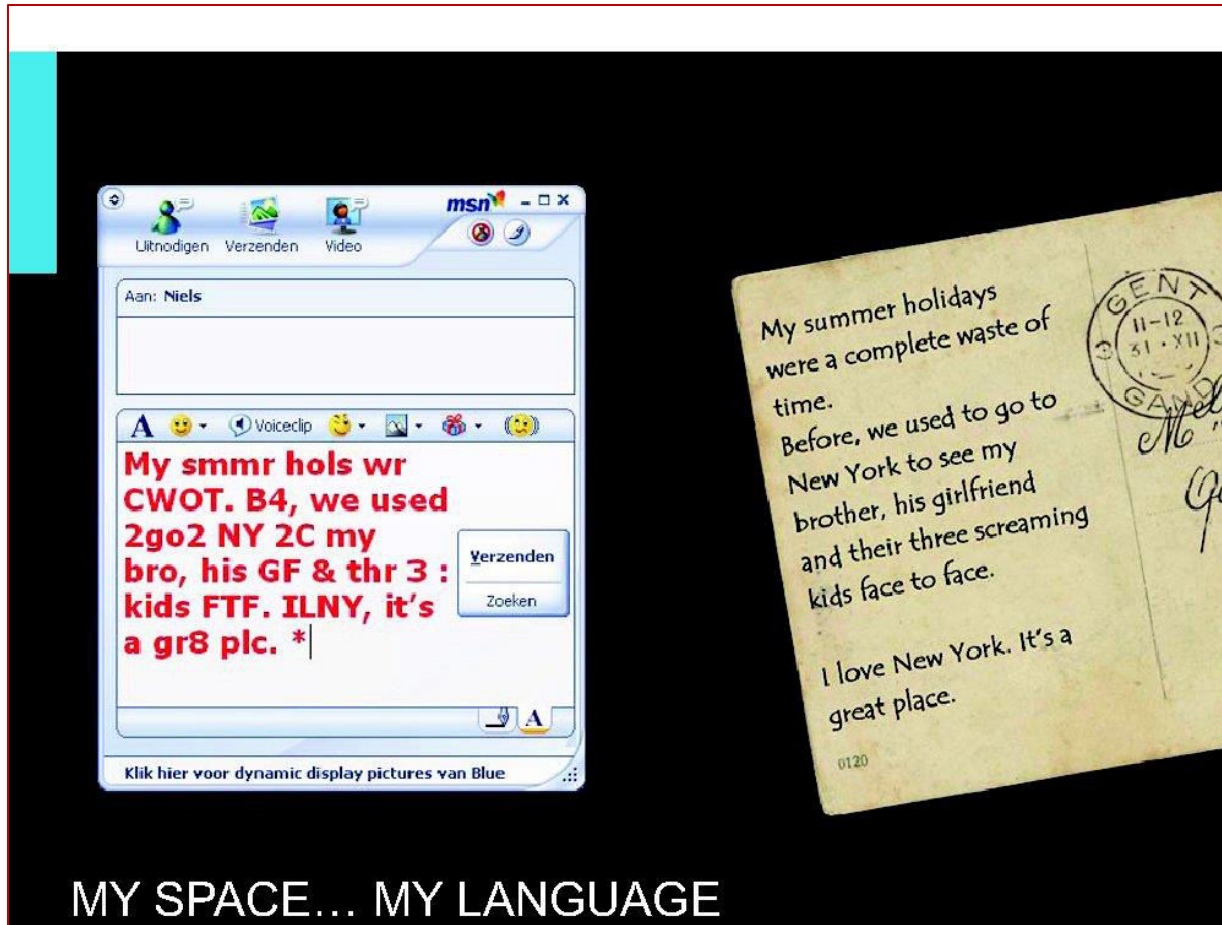 msn
Uitnodigen Verzenden Video
Aan: Niels
Voiceclip
My smmr hols wr
CWOT. B4, we used
2go2 NY 2C my
bro, his GF & thr 3 :
kids FTF. ILNY, it's
a gr8 plc. *
Verzenden
Zoeken
A
Klik hier voor dynamic display pictures van Blue
My summer holidays
were a complete waste of
time.
Before, we used to go to
New York to see my
brother, his girlfriend
and their three screaming
kids face to face.
I love New York. It's a
great place.
0120
GENT
11-12
31 • XII
GAND
MY SPACE... MY LANGUAGE